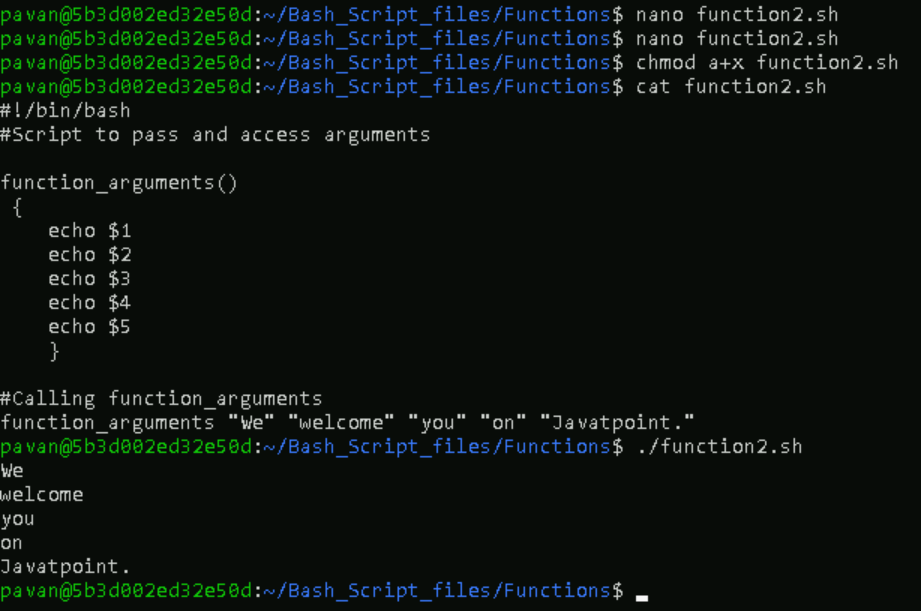 pavan@5b3d002ed32e50d:~/Bash_Script_files/Functions$ nano function2.sh
pavan@5b3d002ed32e50d:~/Bash_Script_files/Functions$ nano function2.sh
pavan@5b3d002ed32e50d:~/Bash_Script_files/Functions$ chmod a+x function2.sh
pavan@5b3d002ed32e50d:~/Bash_Script_files/Functions$ cat function2.sh
#!/bin/bash
#Script to pass and access arguments

function_arguments()
 {
    echo $1
    echo $2
    echo $3
    echo $4
    echo $5
    }

#Calling function_arguments
function_arguments "We" "welcome" "you" "on" "Javatpoint."
pavan@5b3d002ed32e50d:~/Bash_Script_files/Functions$ ./function2.sh
We
welcome
you
on
Javatpoint.
pavan@5b3d002ed32e50d:~/Bash_Script_files/Functions$